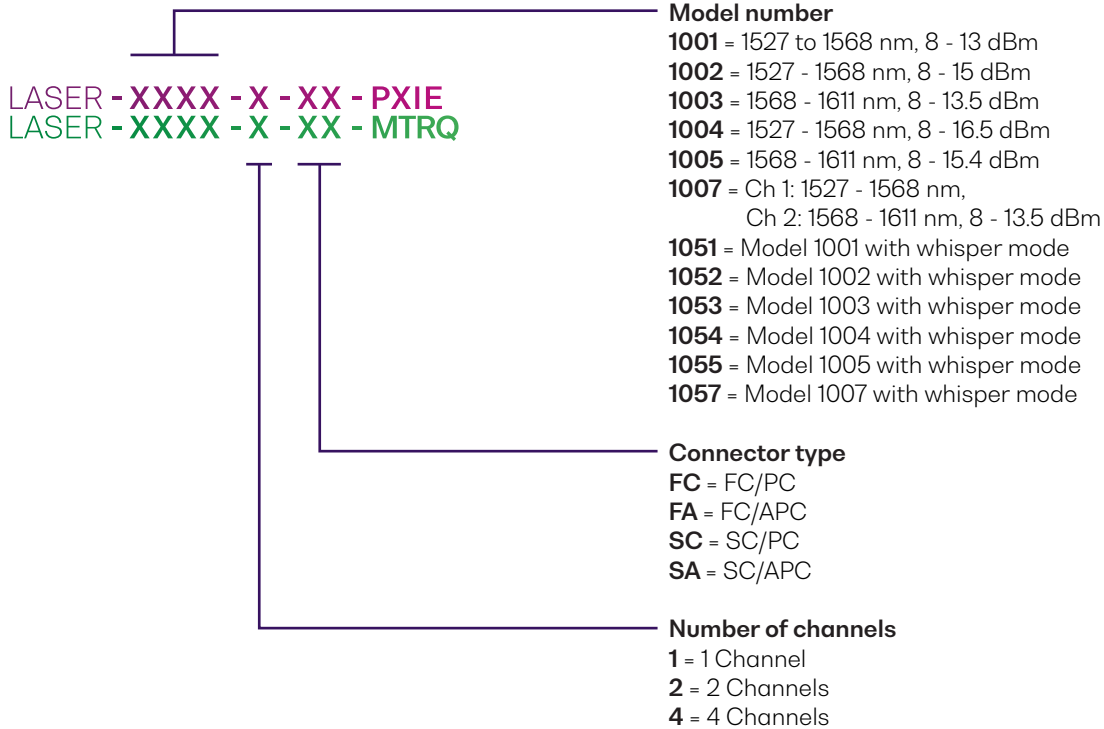 Model number
1001 = 1527 to 1568 nm, 8 - 13 dBm
1002 = 1527 - 1568 nm, 8 - 15 dBm
LASER - XXXX - X - XX - PXIE
1003 = 1568 - 1611 nm, 8 - 13.5 dBm
LASER - XXXX - X - XX - MTRQ
1004 = 1527 - 1568 nm, 8 - 16.5 dBm
1005 = 1568 - 1611 nm, 8 - 15.4 dBm
1007 = Ch 1: 1527 - 1568 nm,
Ch 2: 1568 - 1611 nm, 8 - 13.5 dBm
1051 = Model 1001 with whisper mode
1052 = Model 1002 with whisper mode
1053 = Model 1003 with whisper mode
1054 = Model 1004 with whisper mode
1055 = Model 1005 with whisper mode
1057 = Model 1007 with whisper mode
Connector type
FC = FC/PC
FA = FC/APC
SC = SC/PC
SA = SC/APC
Number of channels
1 = 1 Channel
2 = 2 Channels
4 = 4 Channels